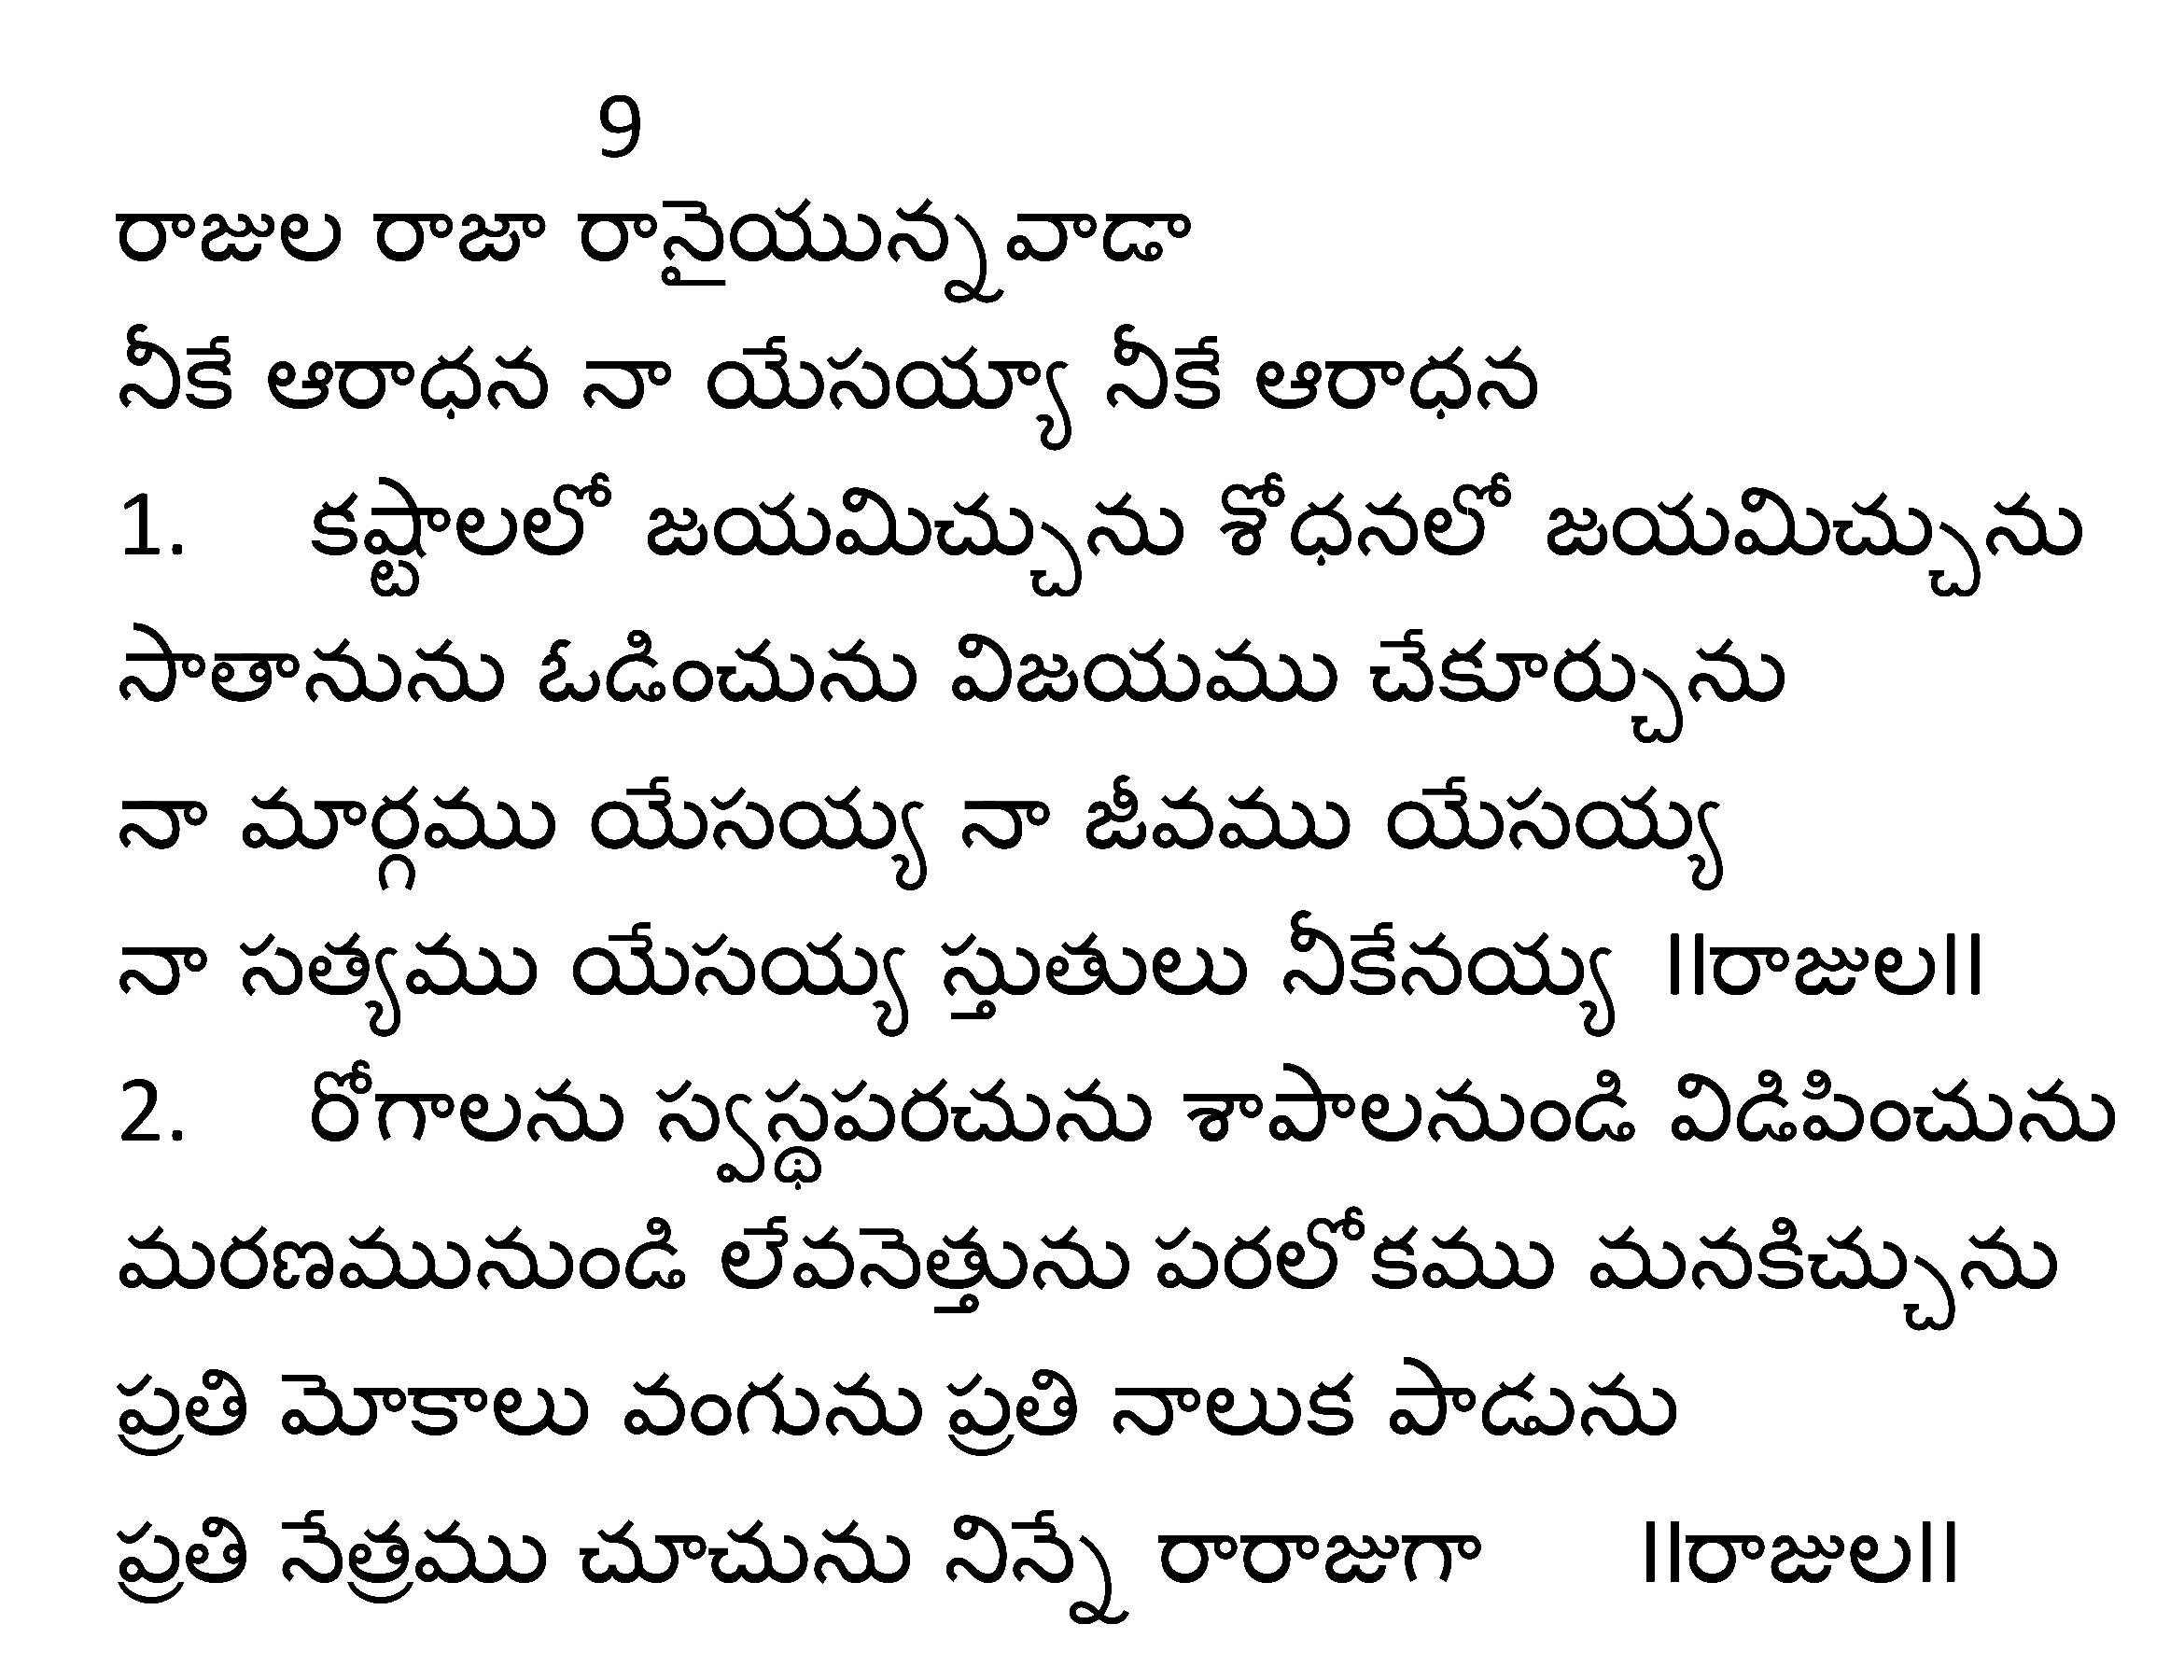 9
రాజుల రాజా రానైయున్నవాడా
నీకే ఆరాధన నా యేసయ్యా నీకే ఆరాధన
1. కష్టాలలో జయమిచ్చును శోధనలో జయమిచ్చును
సాతానును ఓడించును విజయము చేకూర్చును
నా మార్గము యేసయ్య నా జీవము యేసయ్య
నా సత్యము యేసయ్య స్తుతులు నీకేనయ్య ||రాజుల||
2. రోగాలను స్వస్థపరచును శాపాలనుండి విడిపించును
మరణమునుండి లేవనెత్తును పరలోకము మనకిచ్చును
ప్రతి మోకాలు వంగును ప్రతి నాలుక పాడును
ప్రతి నేత్రము చూచును నిన్నే రారాజుగా ||రాజుల||